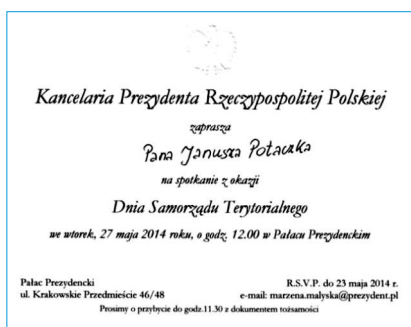 Kancelaria Prezydenta Rzeczypospolitej Polskiej
zaprasza
Pana Janusza Potaczka
na spotkanie z okazji
Dnia Samorządu Terytorialnego
we wtorek, 27 maja 2014 roku, o godz. 12.00 w Pałacu Prezydenckim
Pałac Prezydencki
ul. Krakowskie Przedmieście 46/48
R.S.V.P. do 23 maja 2014 r.
e-mail: marzena.malyska@prezydent.pl
Prosimy o przybycie do godz.11.30 z dokumentem tożsamości